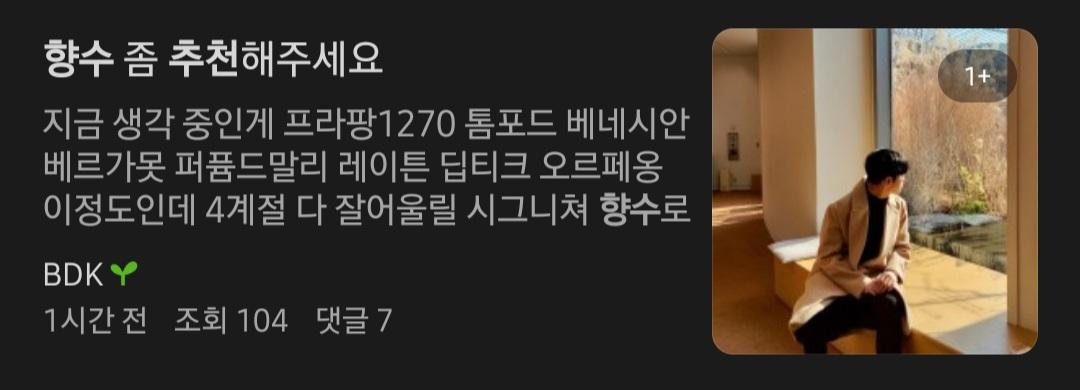 향수 좀 추천해주세요
지금 생각 중인게 프라팡1270 톰포드 베네시안
베르가못 퍼퓸드말리 레이튼 딥티크 오르페옹
이정도인데 4계절 다 잘어울릴 시그니쳐 향수로
BDK
1시간 전 조회 104 댓글 7
1+